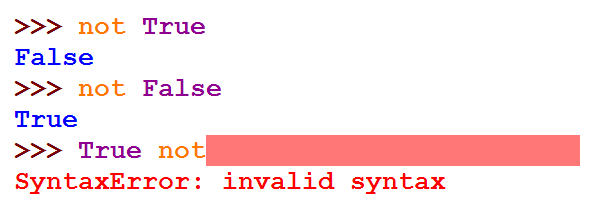 >>> not True
False
>>> not False
True
>>> True not
SyntaxError: invalid syntax